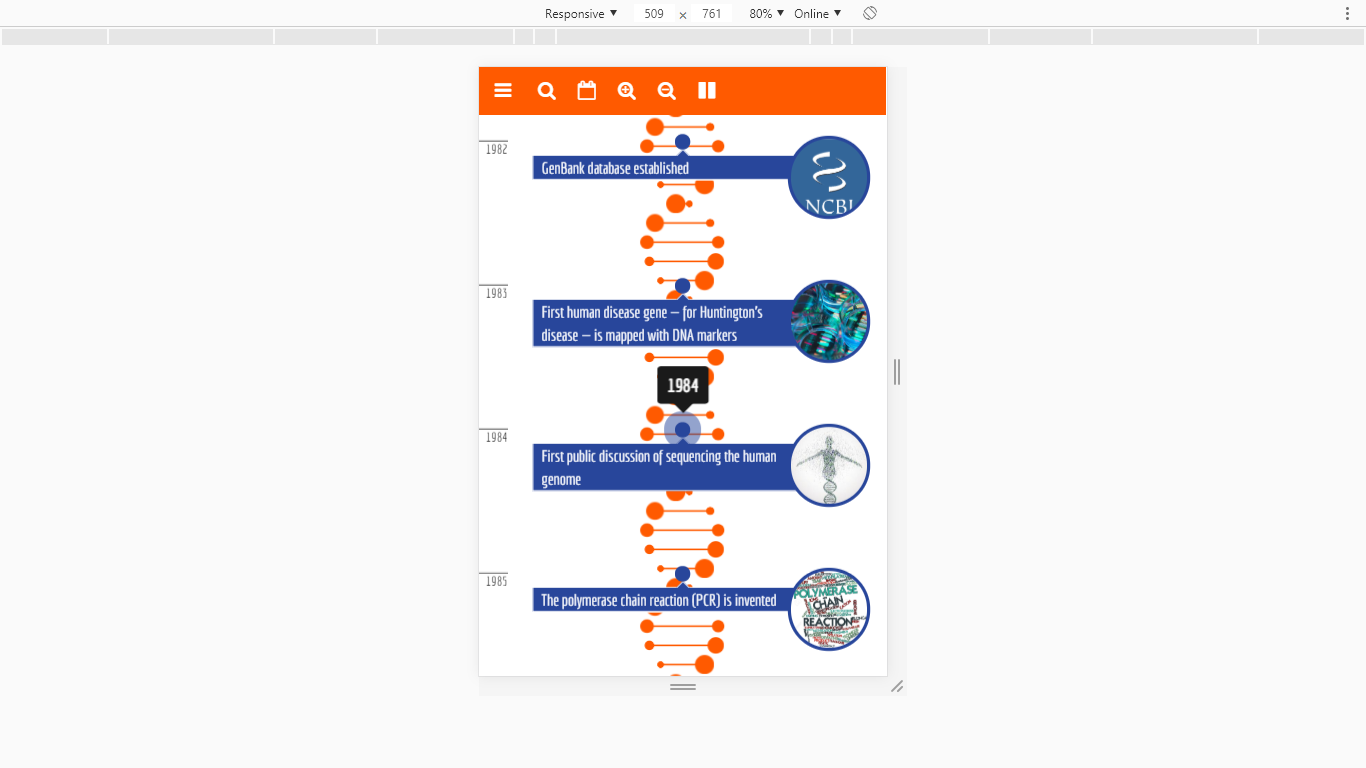 Responsive 509 × 761 80% Online
1982
GenBank database established
NCBI
1983
First human disease gene – for Huntington's
disease – is mapped with DNA markers
1984
1984
First public discussion of sequencing the human
genome
1985
The polymerase chain reaction (PCR) is invented
POLYMERASE
CHAIN
REACTION